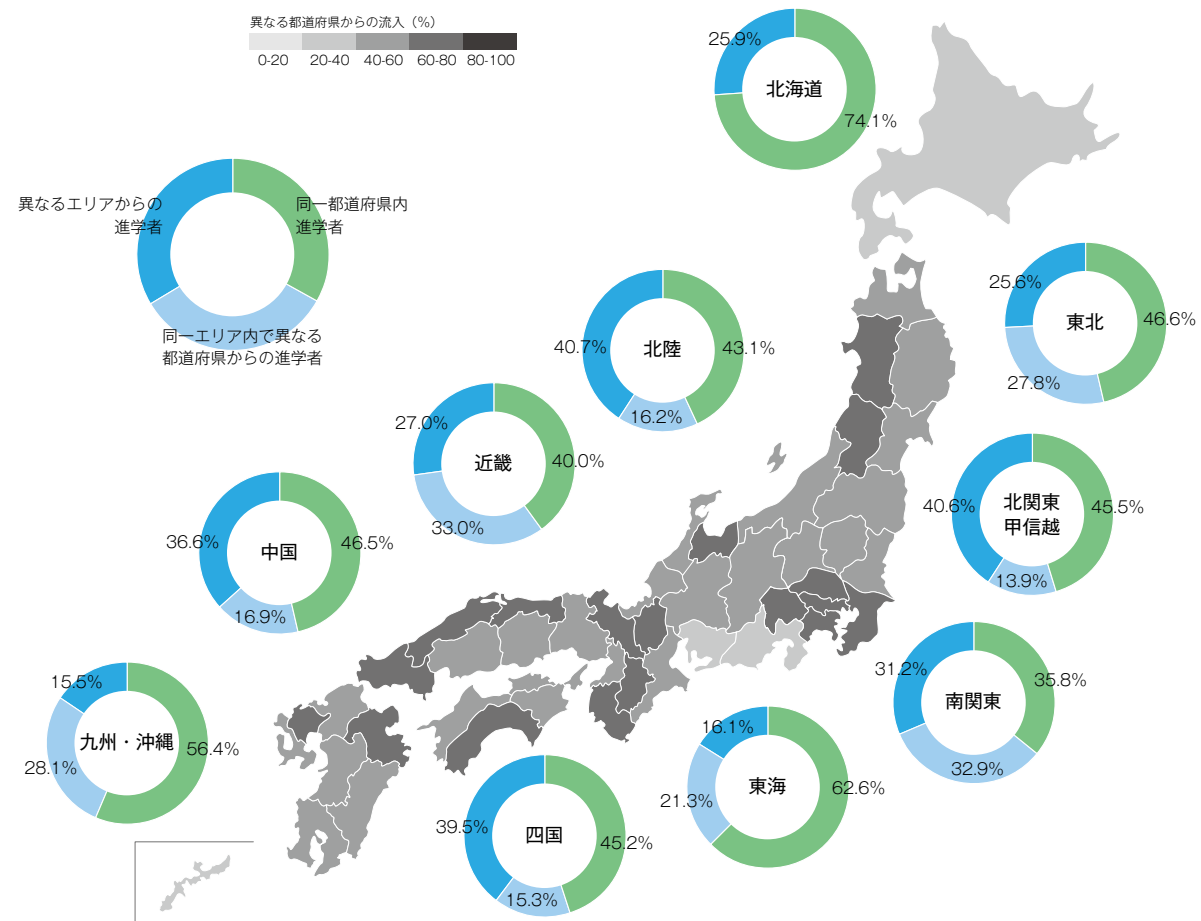 異なる都道府県からの流入（%）
0-20 20-40 40-60 60-80 80-100
25.9%
北海道
74.1%
異なるエリアからの
進学者
同一都道府県内
進学者
同一エリア内で異なる
都道府県からの進学者
25.6%
東北
46.6%
27.8%
40.7%
北陸
43.1%
16.2%
27.0%
近畿
40.0%
33.0%
40.6%
北関東
甲信越
45.5%
13.9%
36.6%
中国
46.5%
16.9%
31.2%
南関東
35.8%
32.9%
15.5%
九州・沖縄
56.4%
28.1%
16.1%
東海
62.6%
21.3%
39.5%
四国
45.2%
15.3%